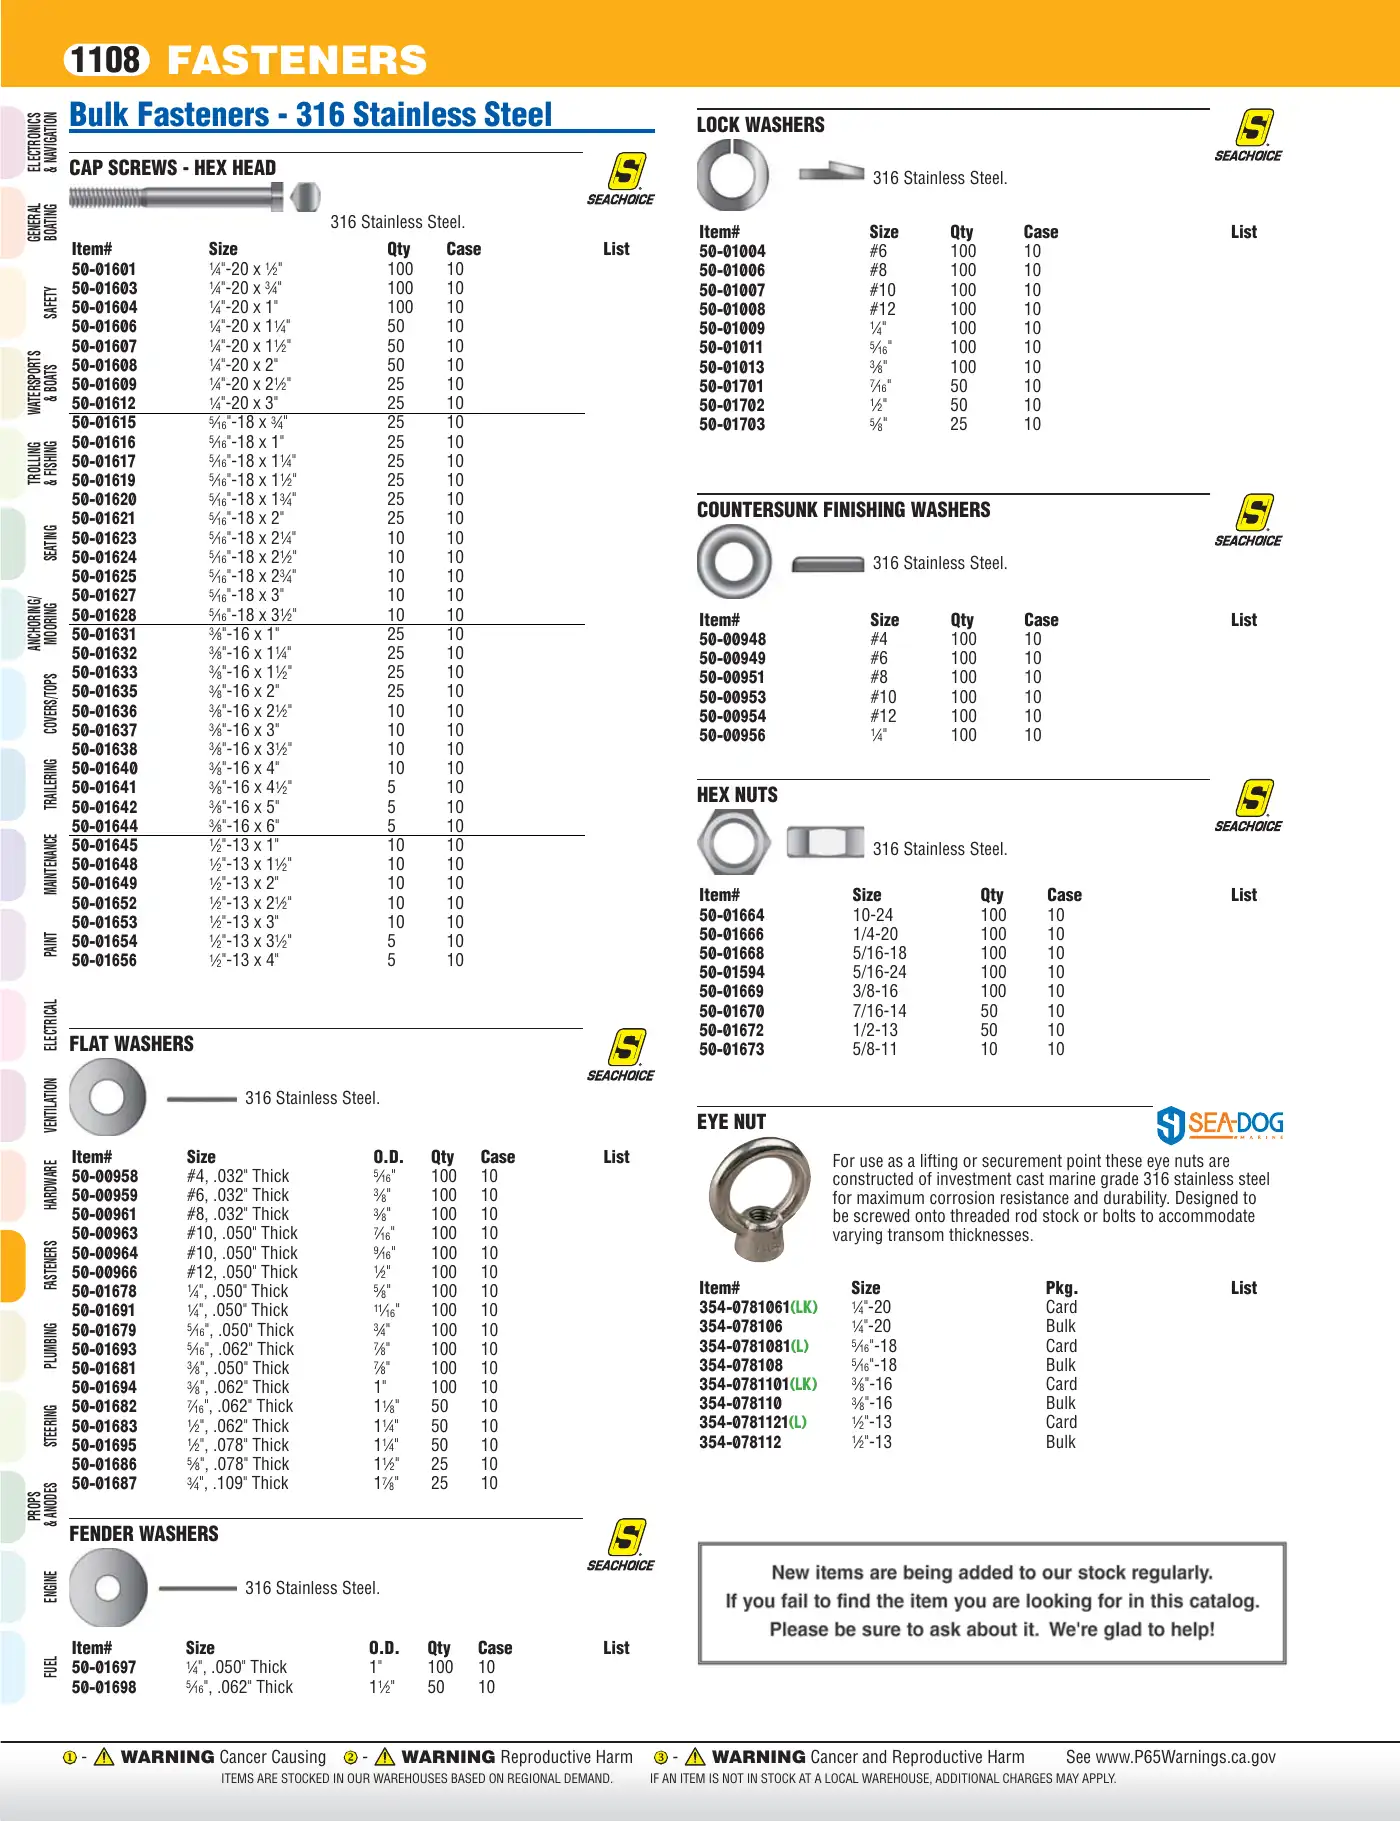 1108 FASTENERS
Bulk Fasteners - 316 Stainless Steel
CAP SCREWS - HEX HEAD
SEACHOICE
316 Stainless Steel.
Item# Size Qty Case List
50-01601 ¼"-20 x ½" 100 10
50-01603 ¼"-20 x ¾" 100 10
50-01604 ¼"-20 x 1" 100 10
50-01606 ¼"-20 x 1¼" 50 10
50-01607 ¼"-20 x 1½" 50 10
50-01608 ¼"-20 x 2" 50 10
50-01609 ¼"-20 x 2½" 25 10
50-01612 ¼"-20 x 3" 25 10
50-01615 5⁄16"-18 x ¾" 25 10
50-01616 5⁄16"-18 x 1" 25 10
50-01617 5⁄16"-18 x 1¼" 25 10
50-01619 5⁄16"-18 x 1½" 25 10
50-01620 5⁄16"-18 x 1¾" 25 10
50-01621 5⁄16"-18 x 2" 25 10
50-01623 5⁄16"-18 x 2¼" 10 10
50-01624 5⁄16"-18 x 2½" 10 10
50-01625 5⁄16"-18 x 2¾" 10 10
50-01627 5⁄16"-18 x 3" 10 10
50-01628 5⁄16"-18 x 3½" 10 10
50-01631 ⅜"-16 x 1" 25 10
50-01632 ⅜"-16 x 1¼" 25 10
50-01633 ⅜"-16 x 1½" 25 10
50-01635 ⅜"-16 x 2" 25 10
50-01636 ⅜"-16 x 2½" 10 10
50-01637 ⅜"-16 x 3" 10 10
50-01638 ⅜"-16 x 3½" 10 10
50-01640 ⅜"-16 x 4" 10 10
50-01641 ⅜"-16 x 4½" 5 10
50-01642 ⅜"-16 x 5" 5 10
50-01644 ⅜"-16 x 6" 5 10
50-01645 ½"-13 x 1" 10 10
50-01648 ½"-13 x 1½" 10 10
50-01649 ½"-13 x 2" 10 10
50-01652 ½"-13 x 2½" 10 10
50-01653 ½"-13 x 3" 10 10
50-01654 ½"-13 x 3½" 5 10
50-01656 ½"-13 x 4" 5 10
FLAT WASHERS
SEACHOICE
316 Stainless Steel.
Item# Size O.D. Qty Case List
50-00958 #4, .032" Thick 5⁄16" 100 10
50-00959 #6, .032" Thick ⅜" 100 10
50-00961 #8, .032" Thick ⅜" 100 10
50-00963 #10, .050" Thick 7⁄16" 100 10
50-00964 #10, .050" Thick 9⁄16" 100 10
50-00966 #12, .050" Thick ½" 100 10
50-01678 ¼", .050" Thick ⅝" 100 10
50-01691 ¼", .050" Thick 11⁄16" 100 10
50-01679 5⁄16", .050" Thick ¾" 100 10
50-01693 5⁄16", .062" Thick ⅞" 100 10
50-01681 ⅜", .050" Thick ⅞" 100 10
50-01694 ⅜", .062" Thick 1" 100 10
50-01682 7⁄16", .062" Thick 1⅛" 50 10
50-01683 ½", .062" Thick 1¼" 50 10
50-01695 ½", .078" Thick 1¼" 50 10
50-01686 ⅝", .078" Thick 1½" 25 10
50-01687 ¾", .109" Thick 1⅞" 25 10
FENDER WASHERS
SEACHOICE
316 Stainless Steel.
Item# Size O.D. Qty Case List
50-01697 ¼", .050" Thick 1" 100 10
50-01698 5⁄16", .062" Thick 1½" 50 10
LOCK WASHERS
SEACHOICE
316 Stainless Steel.
Item# Size Qty Case List
50-01004 #6 100 10
50-01006 #8 100 10
50-01007 #10 100 10
50-01008 #12 100 10
50-01009 ¼" 100 10
50-01011 5⁄16" 100 10
50-01013 ⅜" 100 10
50-01701 7⁄16" 50 10
50-01702 ½" 50 10
50-01703 ⅝" 25 10
COUNTERSUNK FINISHING WASHERS
SEACHOICE
316 Stainless Steel.
Item# Size Qty Case List
50-00948 #4 100 10
50-00949 #6 100 10
50-00951 #8 100 10
50-00953 #10 100 10
50-00954 #12 100 10
50-00956 ¼" 100 10
HEX NUTS
SEACHOICE
316 Stainless Steel.
Item# Size Qty Case List
50-01664 10-24 100 10
50-01666 1/4-20 100 10
50-01668 5/16-18 100 10
50-01594 5/16-24 100 10
50-01669 3/8-16 100 10
50-01670 7/16-14 50 10
50-01672 1/2-13 50 10
50-01673 5/8-11 10 10
EYE NUT
SEA-DOG
MARINE
For use as a lifting or securement point these eye nuts are
constructed of investment cast marine grade 316 stainless steel
for maximum corrosion resistance and durability. Designed to
be screwed onto threaded rod stock or bolts to accommodate
varying transom thicknesses.
Item# Size Pkg. List
354-0781061(LK) ¼"-20 Card
354-078106 ¼"-20 Bulk
354-0781081(L) 5⁄16"-18 Card
354-078108 5⁄16"-18 Bulk
354-0781101(LK) ⅜"-16 Card
354-078110 ⅜"-16 Bulk
354-0781121(L) ½"-13 Card
354-078112 ½"-13 Bulk
New items are being added to our stock regularly.
If you fail to find the item you are looking for in this catalog.
Please be sure to ask about it. We're glad to help!
ELECTRONICS
& NAVIGATION
GENERAL
BOATING
SAFETY
WATERSPORTS
& BOATS
TROLLING
& FISHING
SEATING
ANCHORING/
MOORING
COVERS/TOPS
TRAILERING
MAINTENANCE
PAINT
ELECTRICAL
VENTILATION
HARDWARE
FASTENERS
PLUMBING
STEERING
PROPS
& ANODES
ENGINE
FUEL
1 - WARNING Cancer Causing 2 - WARNING Reproductive Harm 3 - WARNING Cancer and Reproductive Harm See www.P65Warnings.ca.gov
ITEMS ARE STOCKED IN OUR WAREHOUSES BASED ON REGIONAL DEMAND. IF AN ITEM IS NOT IN STOCK AT A LOCAL WAREHOUSE, ADDITIONAL CHARGES MAY APPLY.